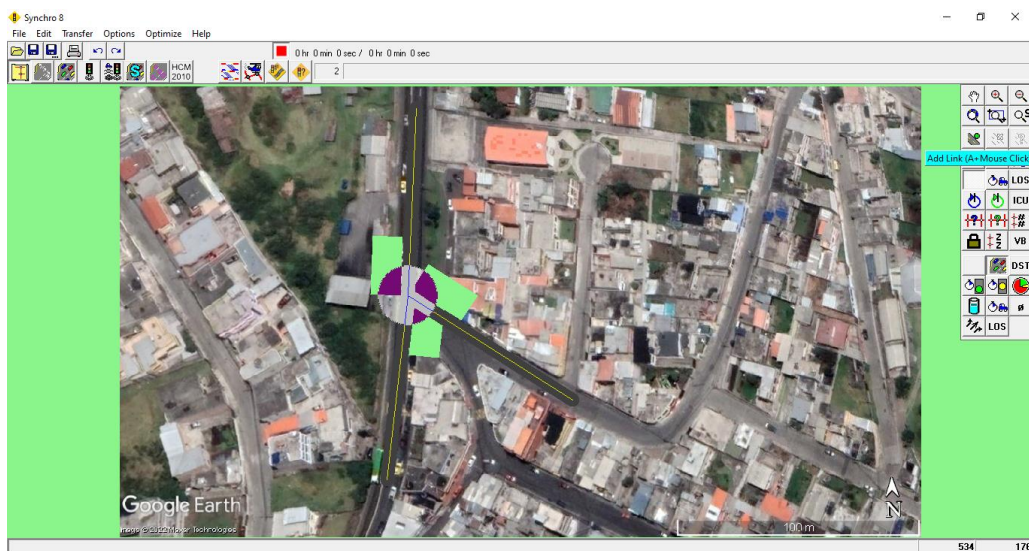 Synchro 8
File Edit Transfer Options Optimize Help
0 hr 0 min 0 sec / 0 hr 0 min 0 sec
HCM
2010
2
Add Link (A+Mouse Click
LOS
ICU
VB
DST
LOS
Google Earth
100 m
N
534 176